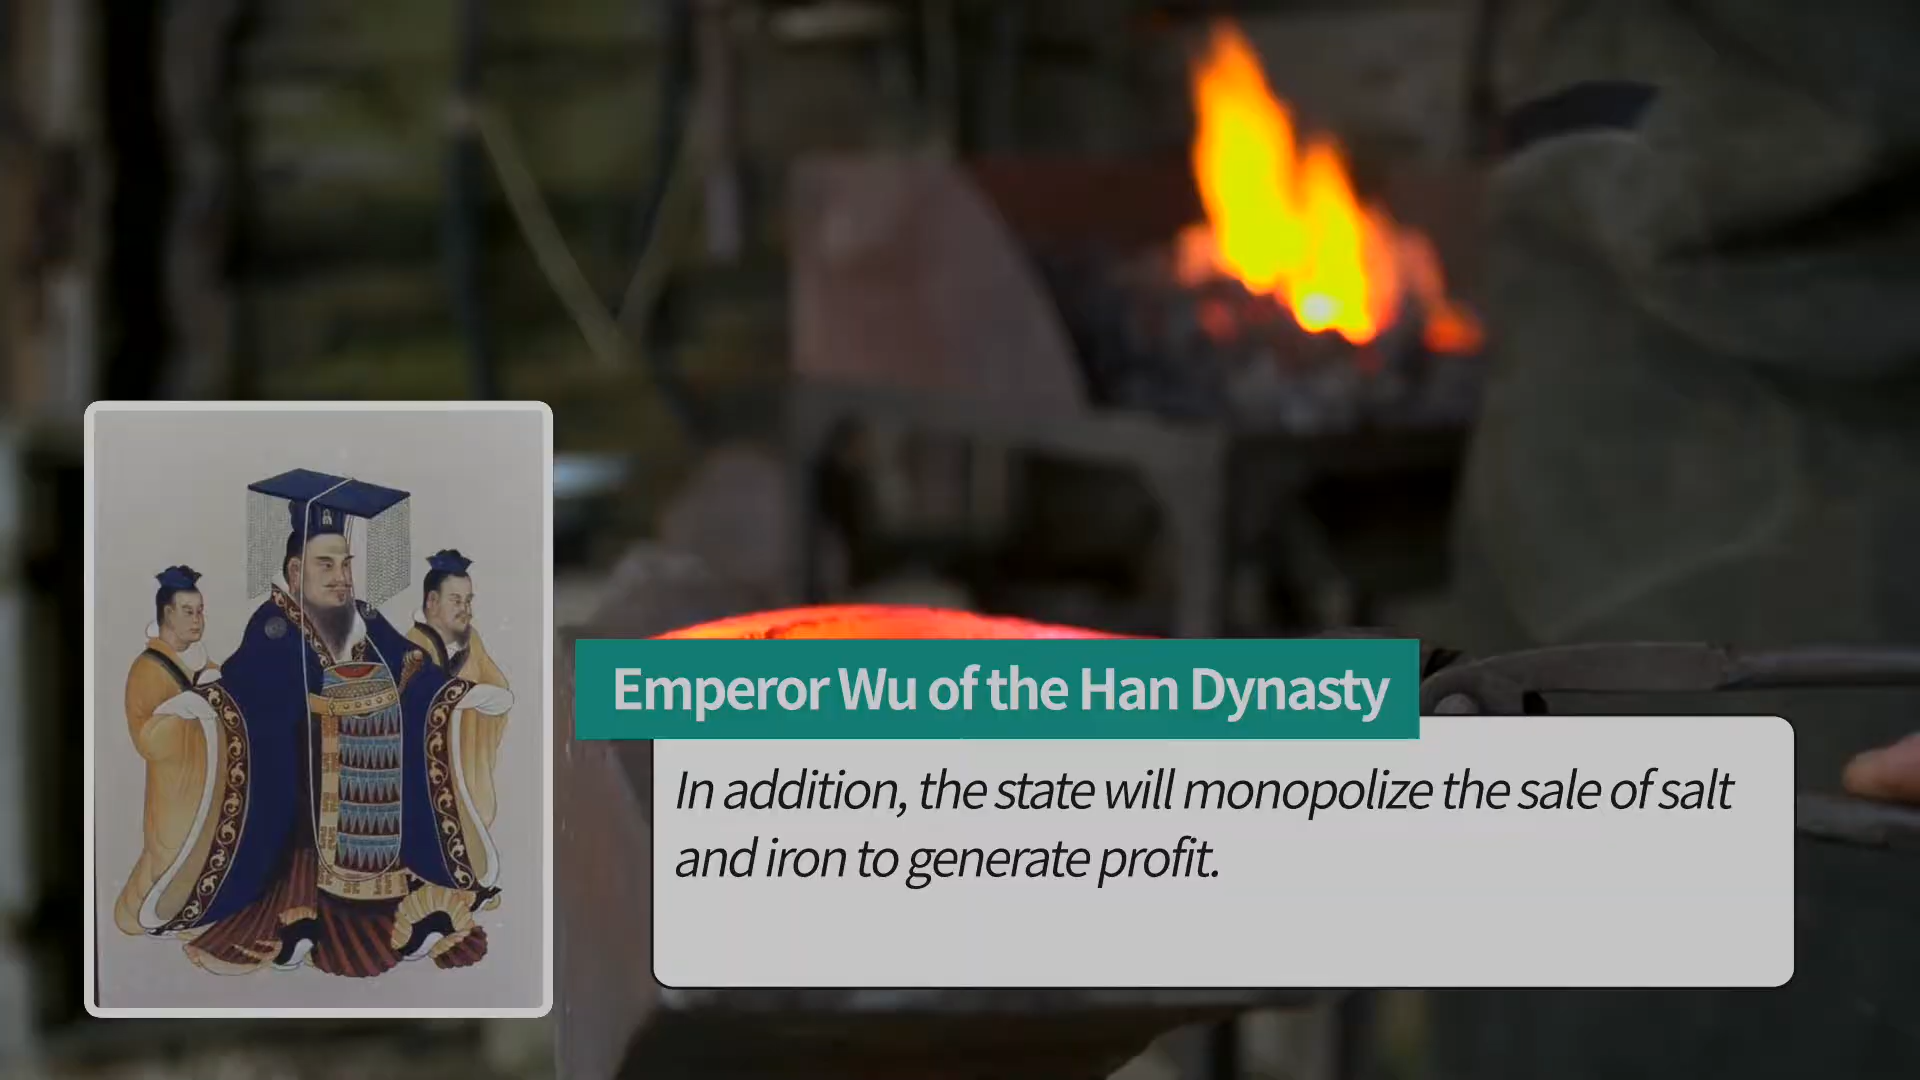 Emperor Wu of the Han Dynasty
In addition, the state will monopolize the sale of salt
and iron to generate profit.